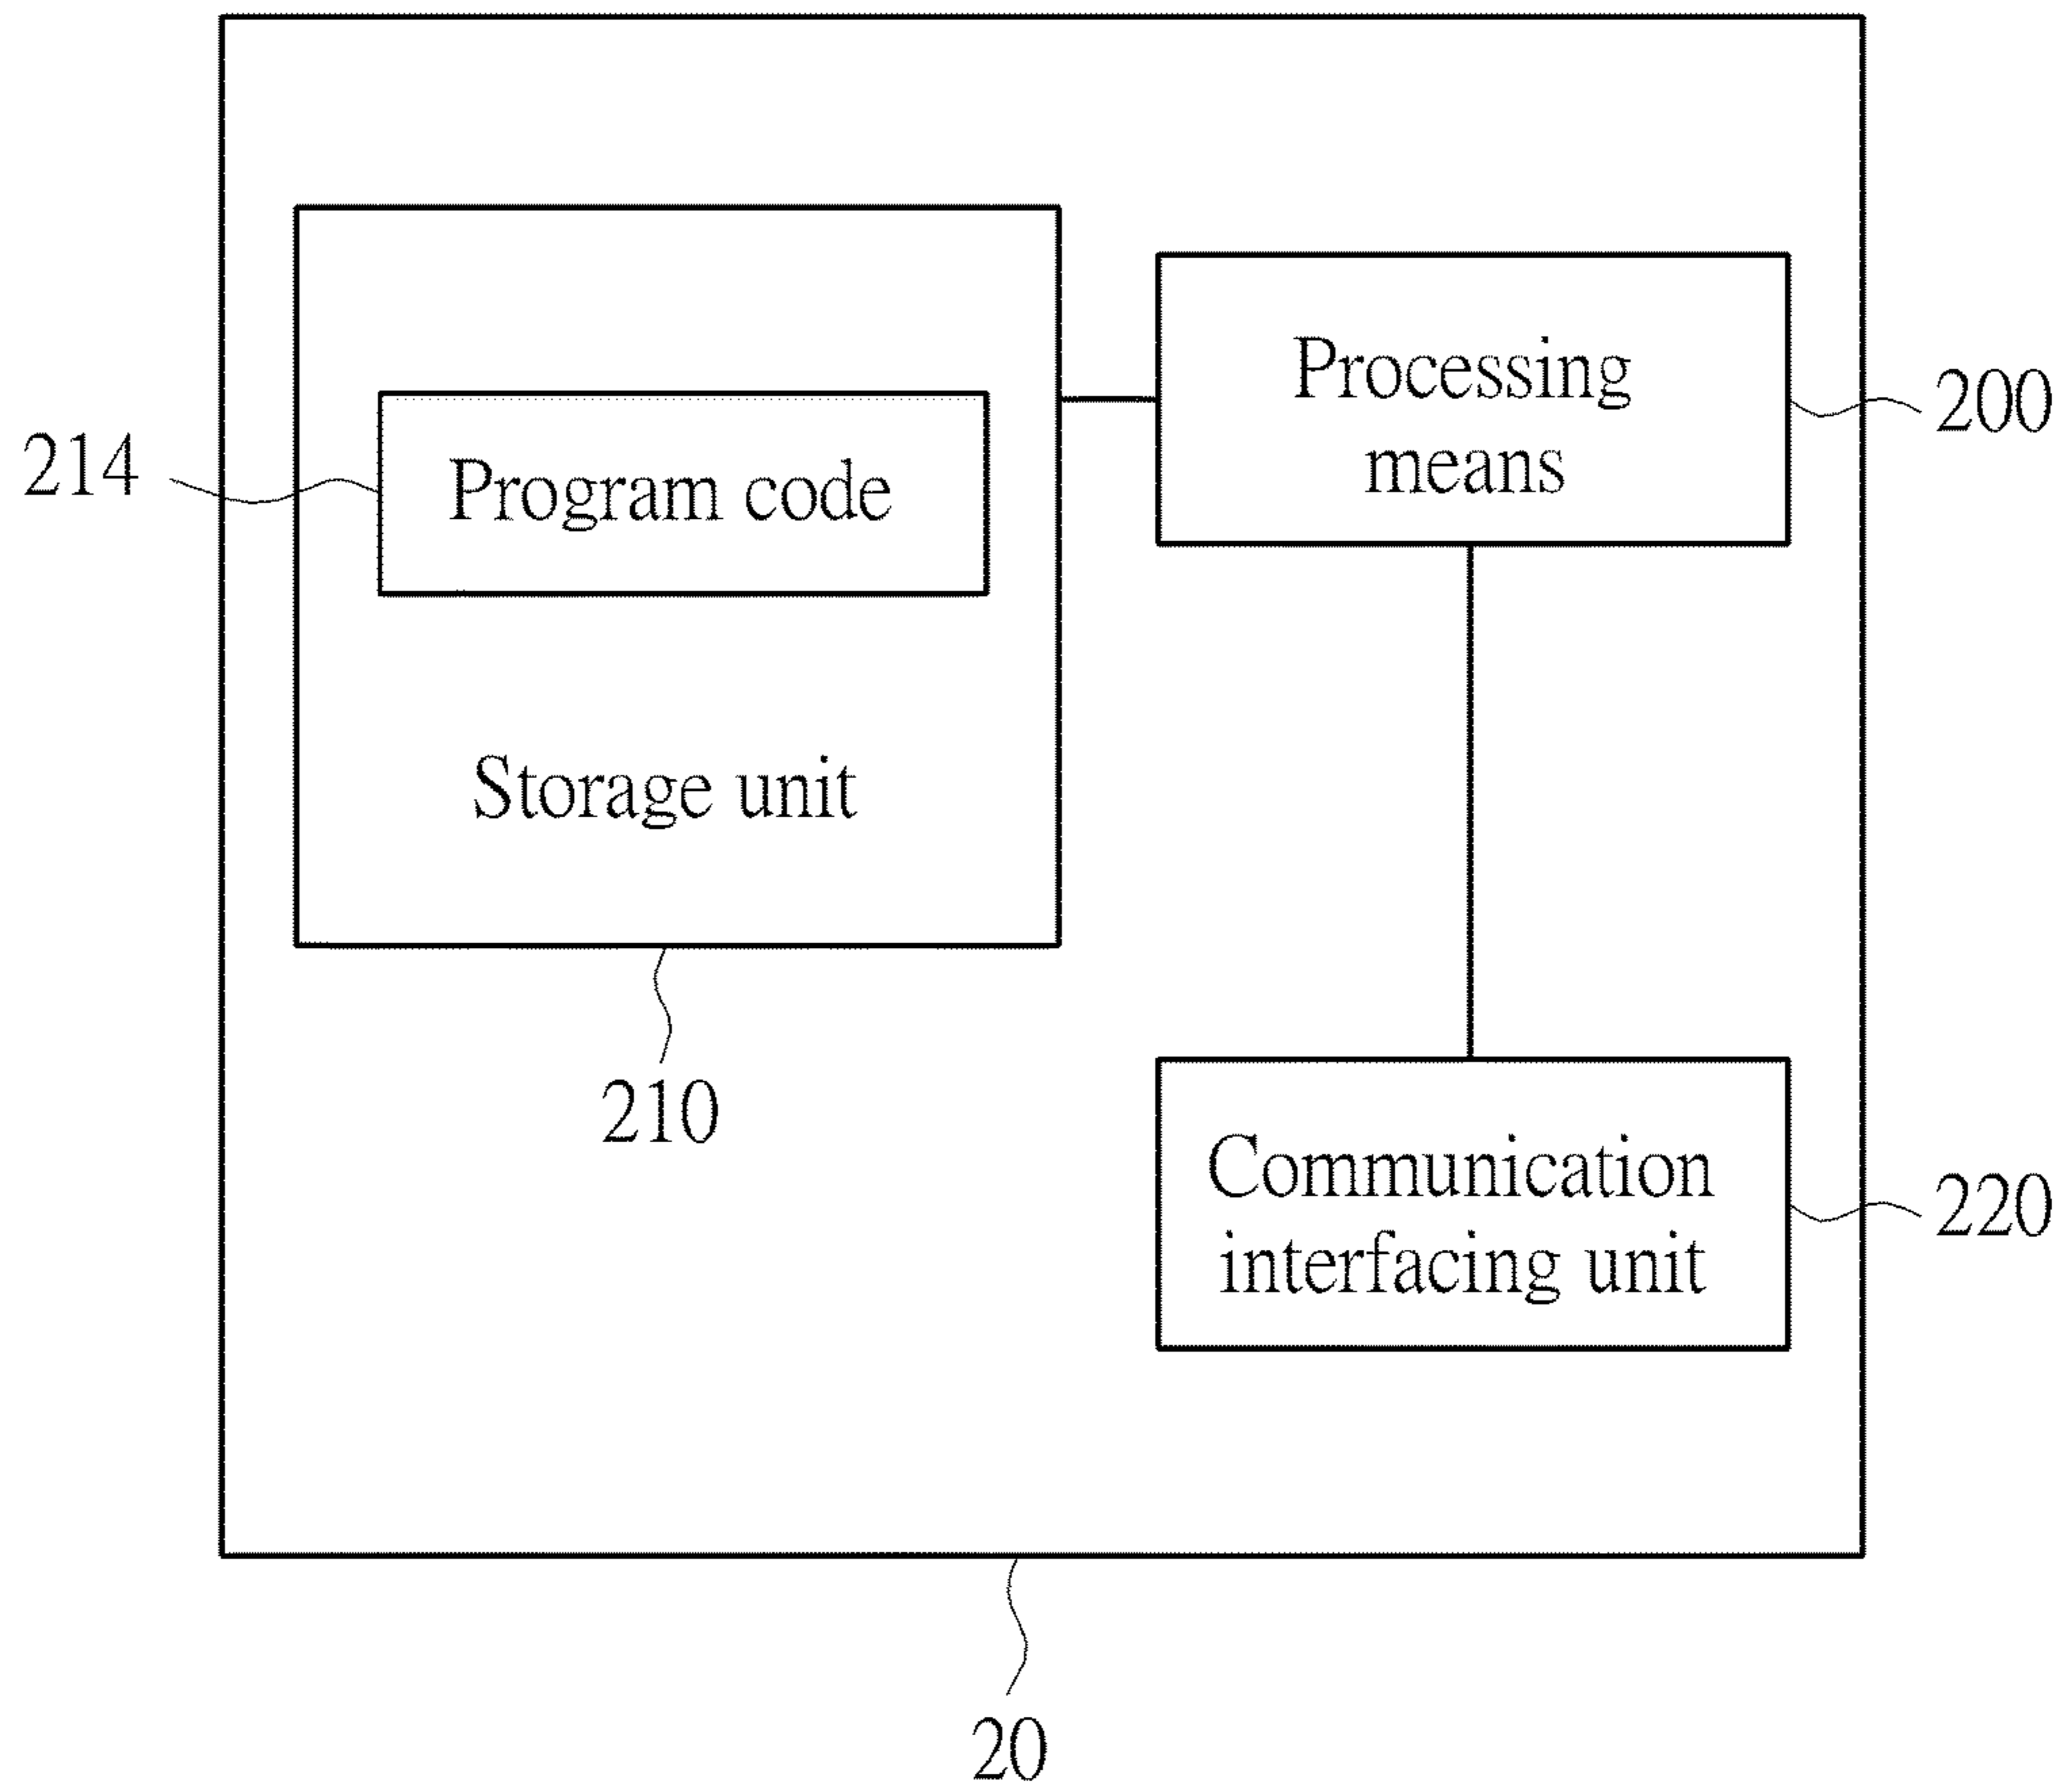 Processing
means
200
214
Program code
Storage unit
210
Communication
interfacing unit
220
20